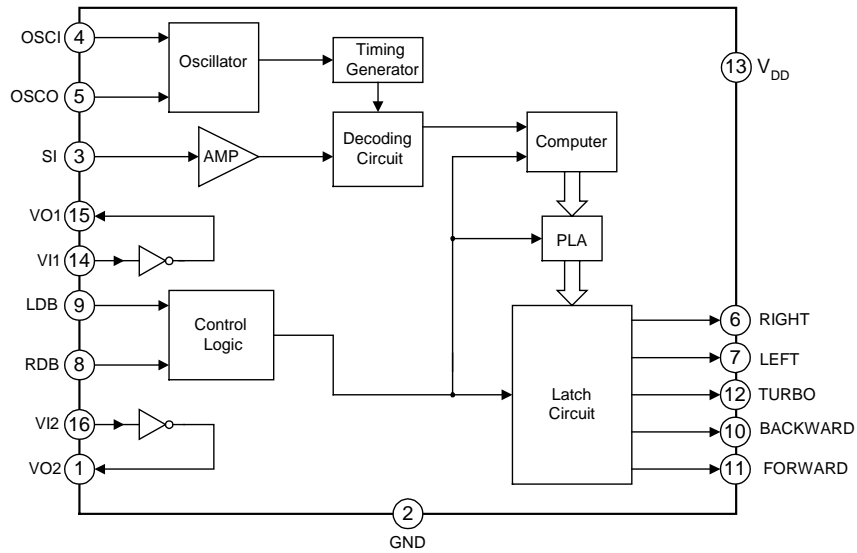 OSCI
4
Oscillator
Timing
Generator
13
V_DD
OSCO
5
SI
3
AMP
Decoding
Circuit
Computer
VO1
15
PLA
VI1
14
LDB
9
Control
Logic
6
RIGHT
RDB
8
7
LEFT
Latch
Circuit
12
TURBO
VI2
16
10
BACKWARD
VO2
1
11
FORWARD
2
GND